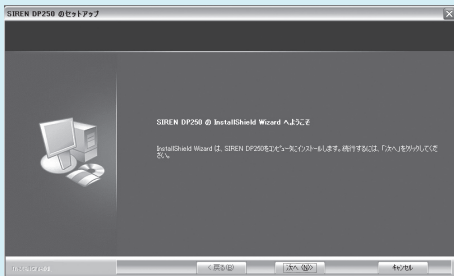 SIREN DP250 のセットアップ
SIREN DP250 の InstallShield Wizard へようこそ
InstallShield Wizard は、SIREN DP250をコンピュータにインストールします。続行するには、「次へ」をクリックしてくだ
さい。
InstallShield
< 戻る(B)
次へ (N)>
キャンセル